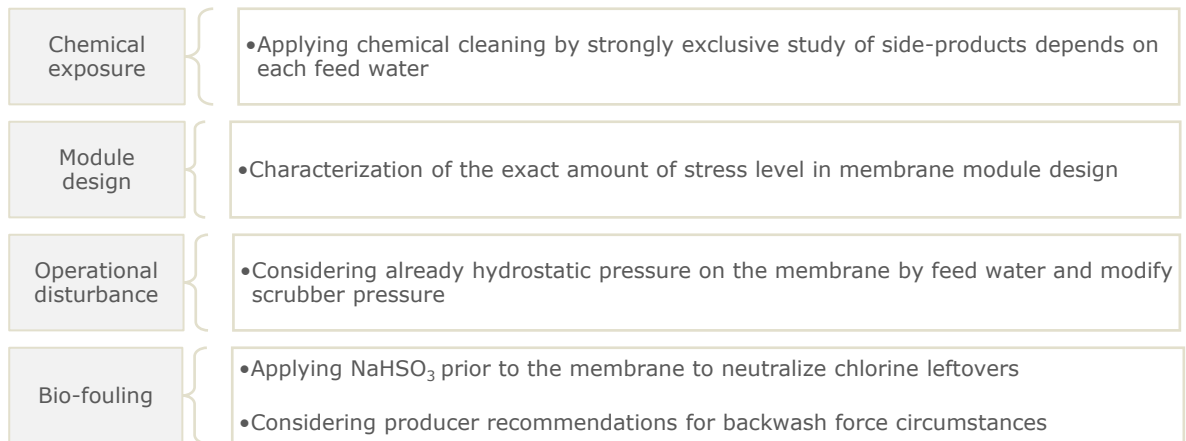 Chemical
exposure
•Applying chemical cleaning by strongly exclusive study of side-products depends on
each feed water
Module
design
•Characterization of the exact amount of stress level in membrane module design
Operational
disturbance
•Considering already hydrostatic pressure on the membrane by feed water and modify
scrubber pressure
Bio-fouling
•Applying NaHSO₃ prior to the membrane to neutralize chlorine leftovers
•Considering producer recommendations for backwash force circumstances